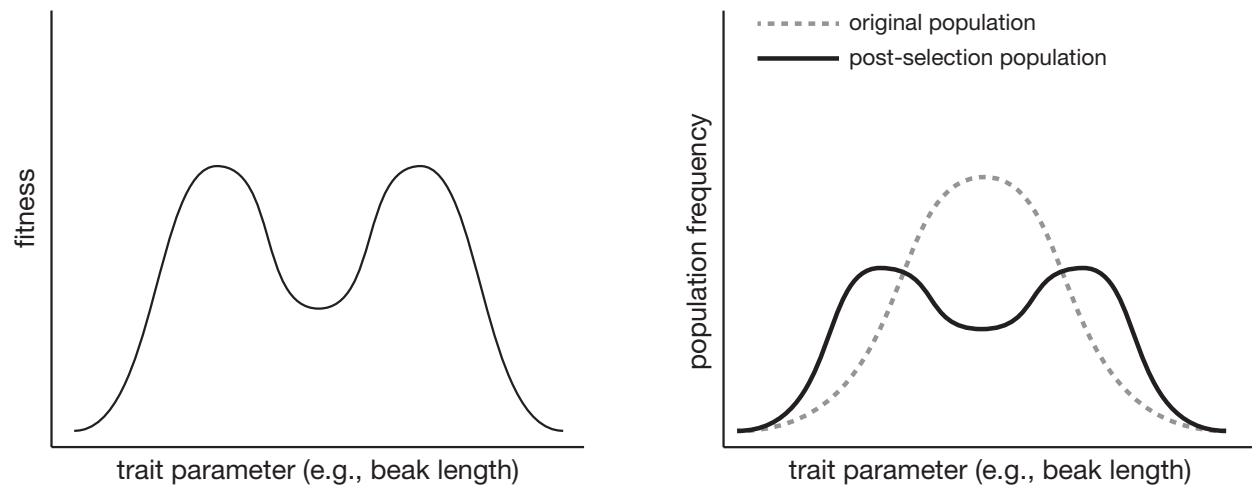 fitness
trait parameter (e.g., beak length)
original population
post-selection population
population frequency
trait parameter (e.g., beak length)